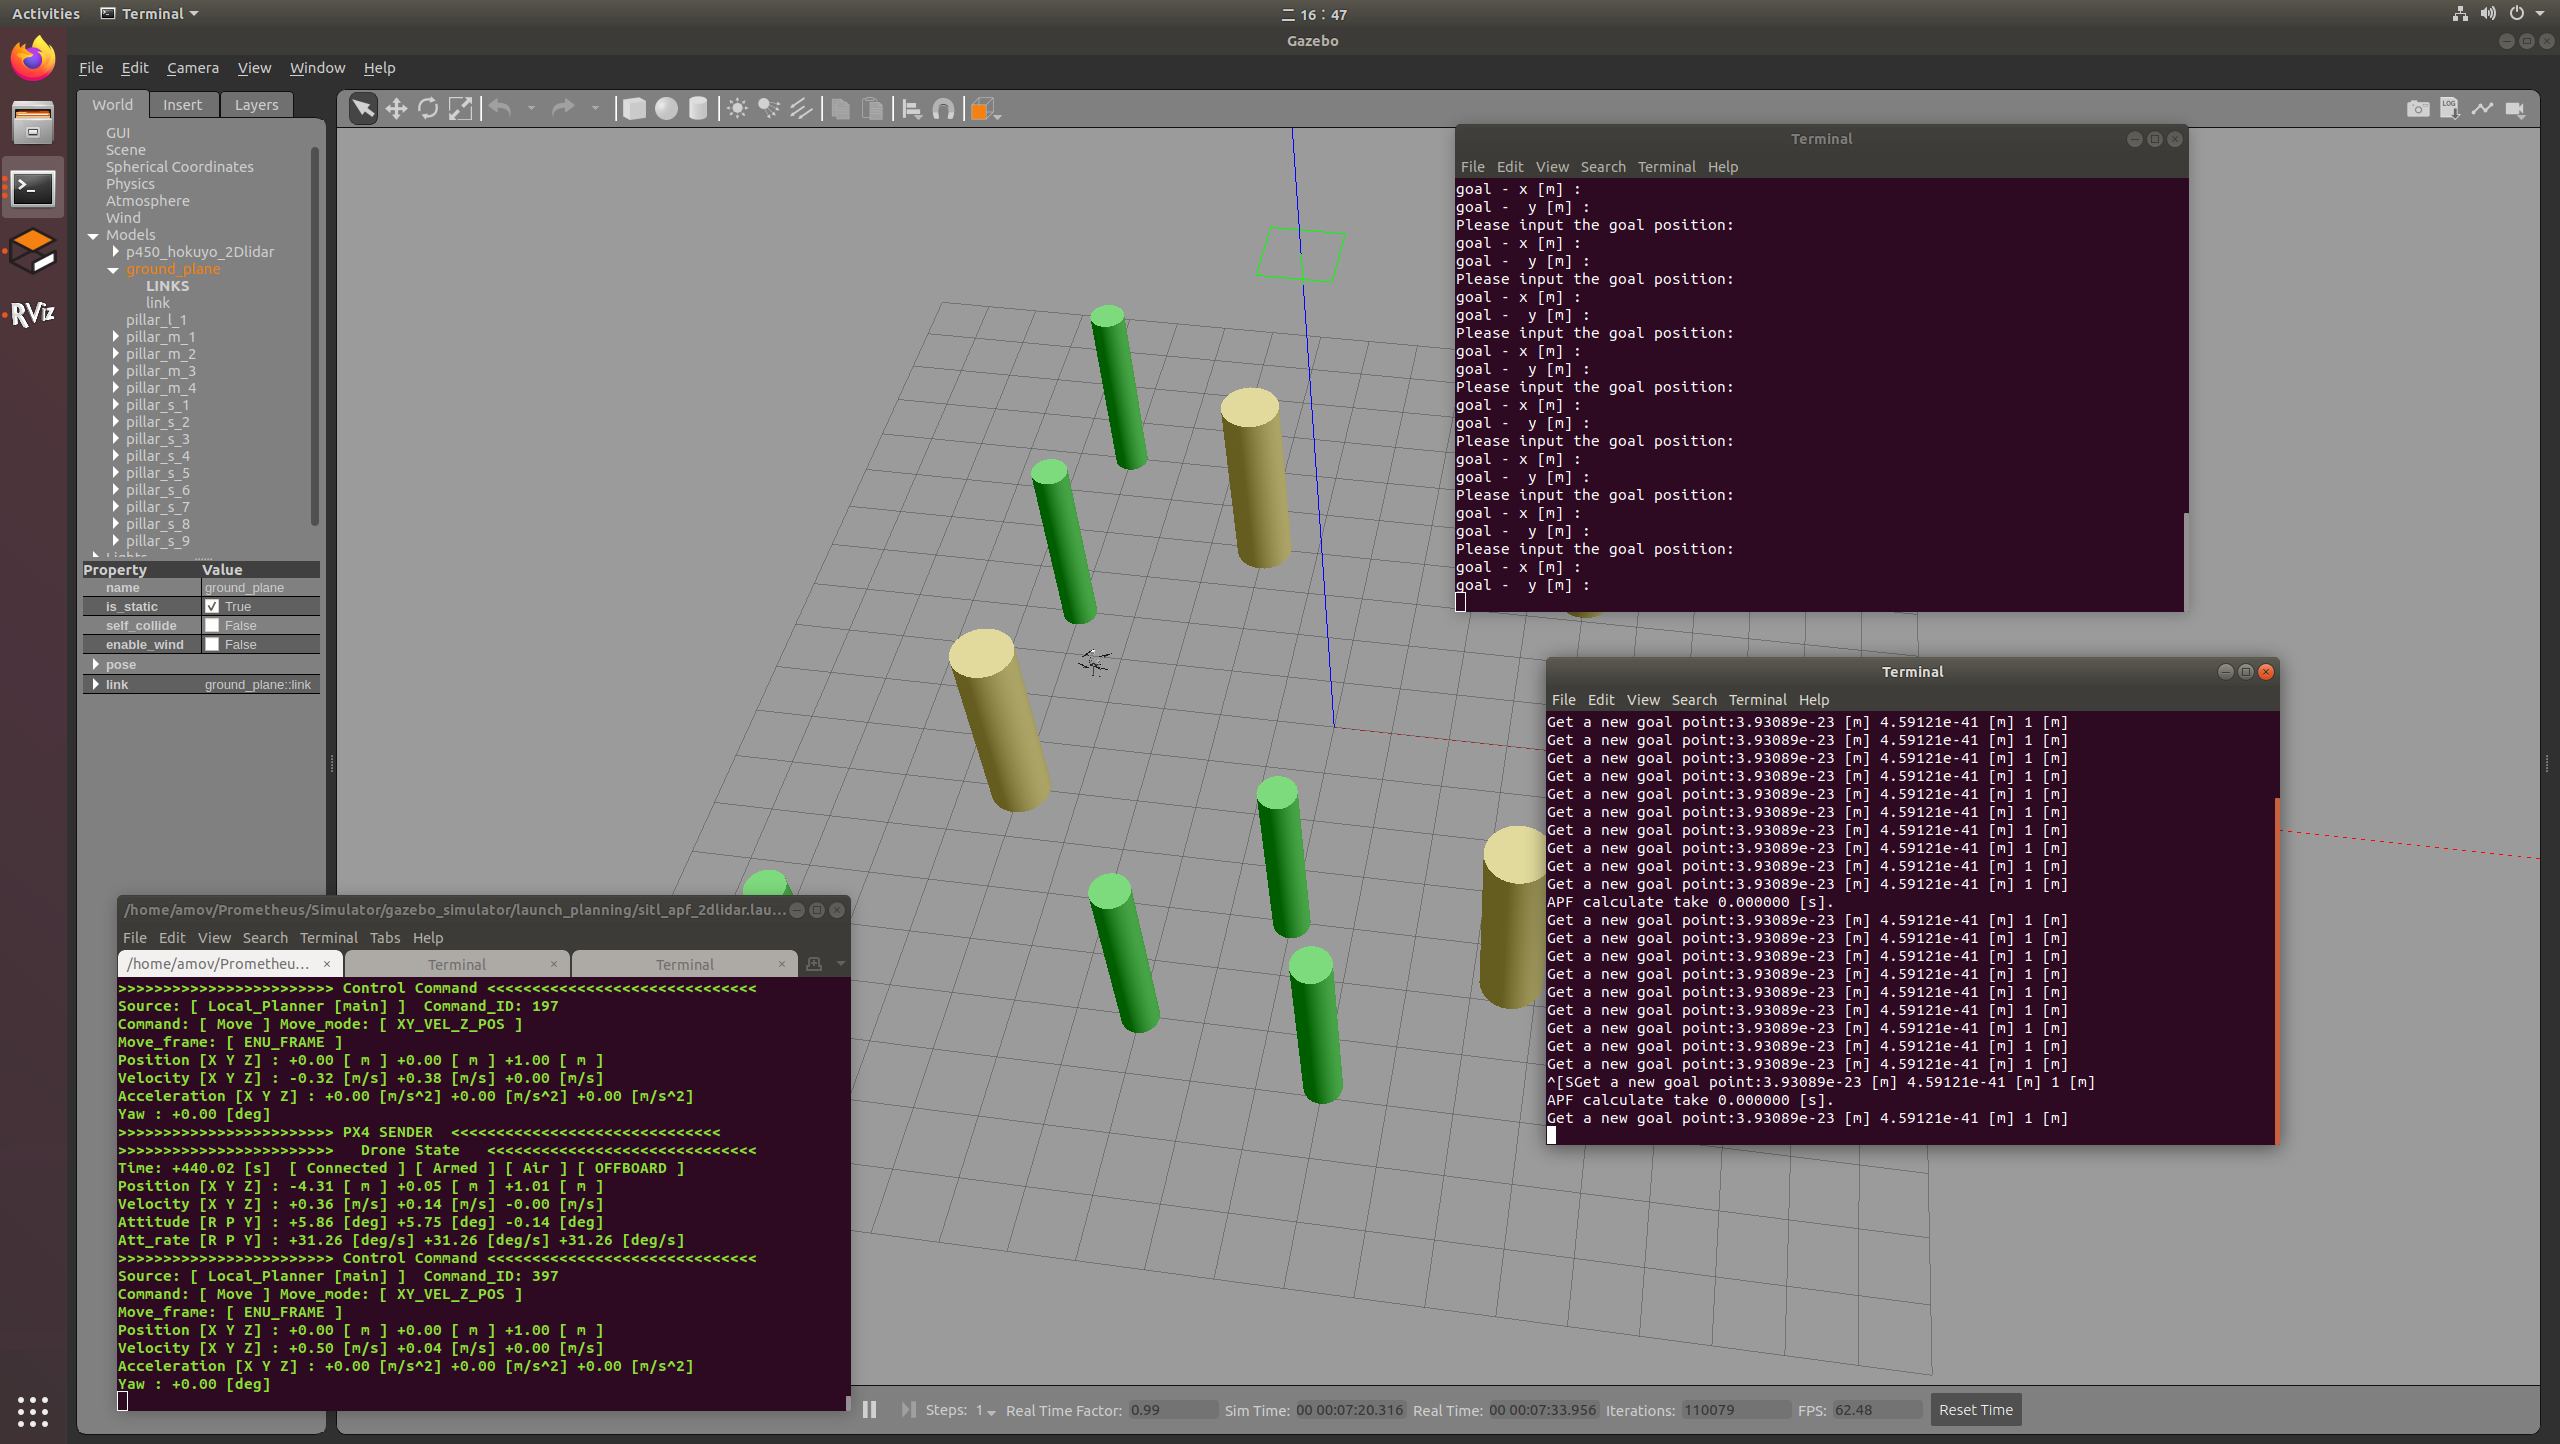 Activities
Terminal
二 16：47
Gazebo
File Edit Camera View Window Help
World Insert Layers
GUI
Scene
Spherical Coordinates
Physics
Atmosphere
Wind
Models
p450_hokuyo_2Dlidar
ground_plane
LINKS
link
pillar_l_1
pillar_m_1
pillar_m_2
pillar_m_3
pillar_m_4
pillar_s_1
pillar_s_2
pillar_s_3
pillar_s_4
pillar_s_5
pillar_s_6
pillar_s_7
pillar_s_8
pillar_s_9
Lights
Property Value
name ground_plane
is_static True
self_collide False
enable_wind False
pose
link ground_plane::link
RViz
LOG
Terminal
File Edit View Search Terminal Help
goal - x [m] :
goal -  y [m] :
Please input the goal position:
goal - x [m] :
goal -  y [m] :
Please input the goal position:
goal - x [m] :
goal -  y [m] :
Please input the goal position:
goal - x [m] :
goal -  y [m] :
Please input the goal position:
goal - x [m] :
goal -  y [m] :
Please input the goal position:
goal - x [m] :
goal -  y [m] :
Please input the goal position:
goal - x [m] :
goal -  y [m] :
Please input the goal position:
goal - x [m] :
goal -  y [m] :
Terminal
File Edit View Search Terminal Help
Get a new goal point:3.93089e-23 [m] 4.59121e-41 [m] 1 [m]
Get a new goal point:3.93089e-23 [m] 4.59121e-41 [m] 1 [m]
Get a new goal point:3.93089e-23 [m] 4.59121e-41 [m] 1 [m]
Get a new goal point:3.93089e-23 [m] 4.59121e-41 [m] 1 [m]
Get a new goal point:3.93089e-23 [m] 4.59121e-41 [m] 1 [m]
Get a new goal point:3.93089e-23 [m] 4.59121e-41 [m] 1 [m]
Get a new goal point:3.93089e-23 [m] 4.59121e-41 [m] 1 [m]
Get a new goal point:3.93089e-23 [m] 4.59121e-41 [m] 1 [m]
Get a new goal point:3.93089e-23 [m] 4.59121e-41 [m] 1 [m]
Get a new goal point:3.93089e-23 [m] 4.59121e-41 [m] 1 [m]
APF calculate take 0.000000 [s].
Get a new goal point:3.93089e-23 [m] 4.59121e-41 [m] 1 [m]
Get a new goal point:3.93089e-23 [m] 4.59121e-41 [m] 1 [m]
Get a new goal point:3.93089e-23 [m] 4.59121e-41 [m] 1 [m]
Get a new goal point:3.93089e-23 [m] 4.59121e-41 [m] 1 [m]
Get a new goal point:3.93089e-23 [m] 4.59121e-41 [m] 1 [m]
Get a new goal point:3.93089e-23 [m] 4.59121e-41 [m] 1 [m]
Get a new goal point:3.93089e-23 [m] 4.59121e-41 [m] 1 [m]
Get a new goal point:3.93089e-23 [m] 4.59121e-41 [m] 1 [m]
Get a new goal point:3.93089e-23 [m] 4.59121e-41 [m] 1 [m]
^[SGet a new goal point:3.93089e-23 [m] 4.59121e-41 [m] 1 [m]
APF calculate take 0.000000 [s].
Get a new goal point:3.93089e-23 [m] 4.59121e-41 [m] 1 [m]
/home/amov/Prometheus/Simulator/gazebo_simulator/launch_planning/sitl_apf_2dlidar.lau...
File Edit View Search Terminal Tabs Help
/home/amov/Prometheu... Terminal Terminal
>>>>>>>>>>>>>>>>>>>>>>>> Control Command <<<<<<<<<<<<<<<<<<<<<<<<<<<<<<
Source: [ Local_Planner [main] ]  Command_ID: 197
Command: [ Move ] Move_mode: [ XY_VEL_Z_POS ]
Move_frame: [ ENU_FRAME ]
Position [X Y Z] : +0.00 [ m ] +0.00 [ m ] +1.00 [ m ]
Velocity [X Y Z] : -0.32 [m/s] +0.38 [m/s] +0.00 [m/s]
Acceleration [X Y Z] : +0.00 [m/s^2] +0.00 [m/s^2] +0.00 [m/s^2]
Yaw : +0.00 [deg]
>>>>>>>>>>>>>>>>>>>>>>>> PX4 SENDER  <<<<<<<<<<<<<<<<<<<<<<<<<<<<<<
>>>>>>>>>>>>>>>>>>>>>>>>   Drone State   <<<<<<<<<<<<<<<<<<<<<<<<<<<<<<
Time: +440.02 [s]  [ Connected ] [ Armed ] [ Air ] [ OFFBOARD ]
Position [X Y Z] : -4.31 [ m ] +0.05 [ m ] +1.01 [ m ]
Velocity [X Y Z] : +0.36 [m/s] +0.14 [m/s] -0.00 [m/s]
Attitude [R P Y] : +5.86 [deg] +5.75 [deg] -0.14 [deg]
Att_rate [R P Y] : +31.26 [deg/s] +31.26 [deg/s] +31.26 [deg/s]
>>>>>>>>>>>>>>>>>>>>>>>> Control Command <<<<<<<<<<<<<<<<<<<<<<<<<<<<<<
Source: [ Local_Planner [main] ]  Command_ID: 397
Command: [ Move ] Move_mode: [ XY_VEL_Z_POS ]
Move_frame: [ ENU_FRAME ]
Position [X Y Z] : +0.00 [ m ] +0.00 [ m ] +1.00 [ m ]
Velocity [X Y Z] : +0.50 [m/s] +0.04 [m/s] +0.00 [m/s]
Acceleration [X Y Z] : +0.00 [m/s^2] +0.00 [m/s^2] +0.00 [m/s^2]
Yaw : +0.00 [deg]
Steps: 1 Real Time Factor: 0.99 Sim Time: 00 00:07:20.316 Real Time: 00 00:07:33.956 Iterations: 110079 FPS: 62.48 Reset Time